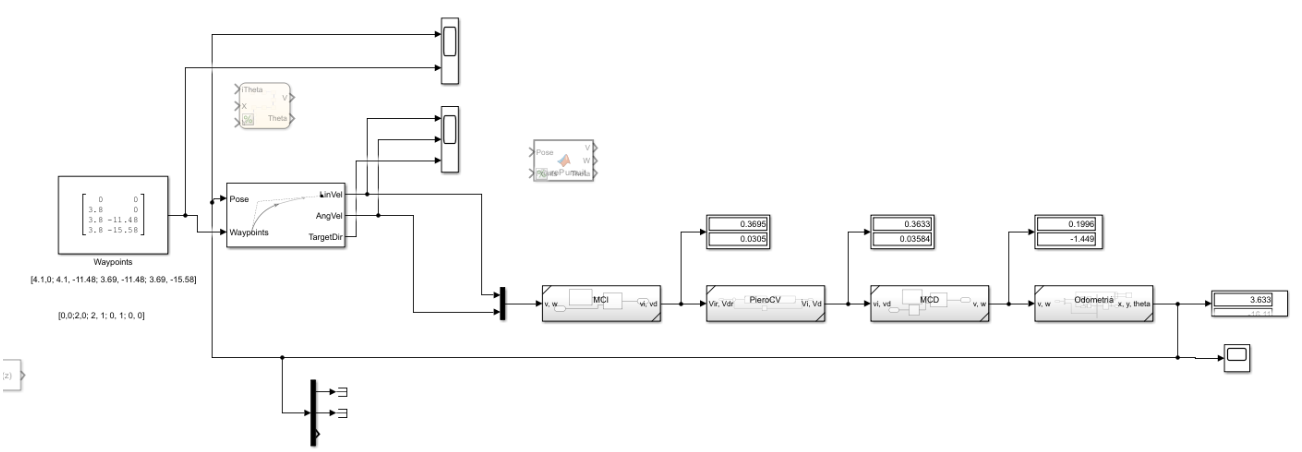 iTheta
V
X
Theta
Pose
V
W
Theta
0 0
3.8 0
3.8 -11.48
3.8 -15.58
Waypoints
[4.1,0; 4.1, -11.48; 3.69, -11.48; 3.69, -15.58]
[0,0;2,0; 2, 1; 0, 1; 0, 0]
Pose
Waypoints
LinVel
AngVel
TargetDir
0.3695
0.0305
0.3633
0.03584
0.1996
-1.449
v, w
MCI
vi, vd
Vir, Vdr
PieroCV
Vi, Vd
vi, vd
MCD
v, w
v, w
Odometria
x, y, theta
3.633
(z)